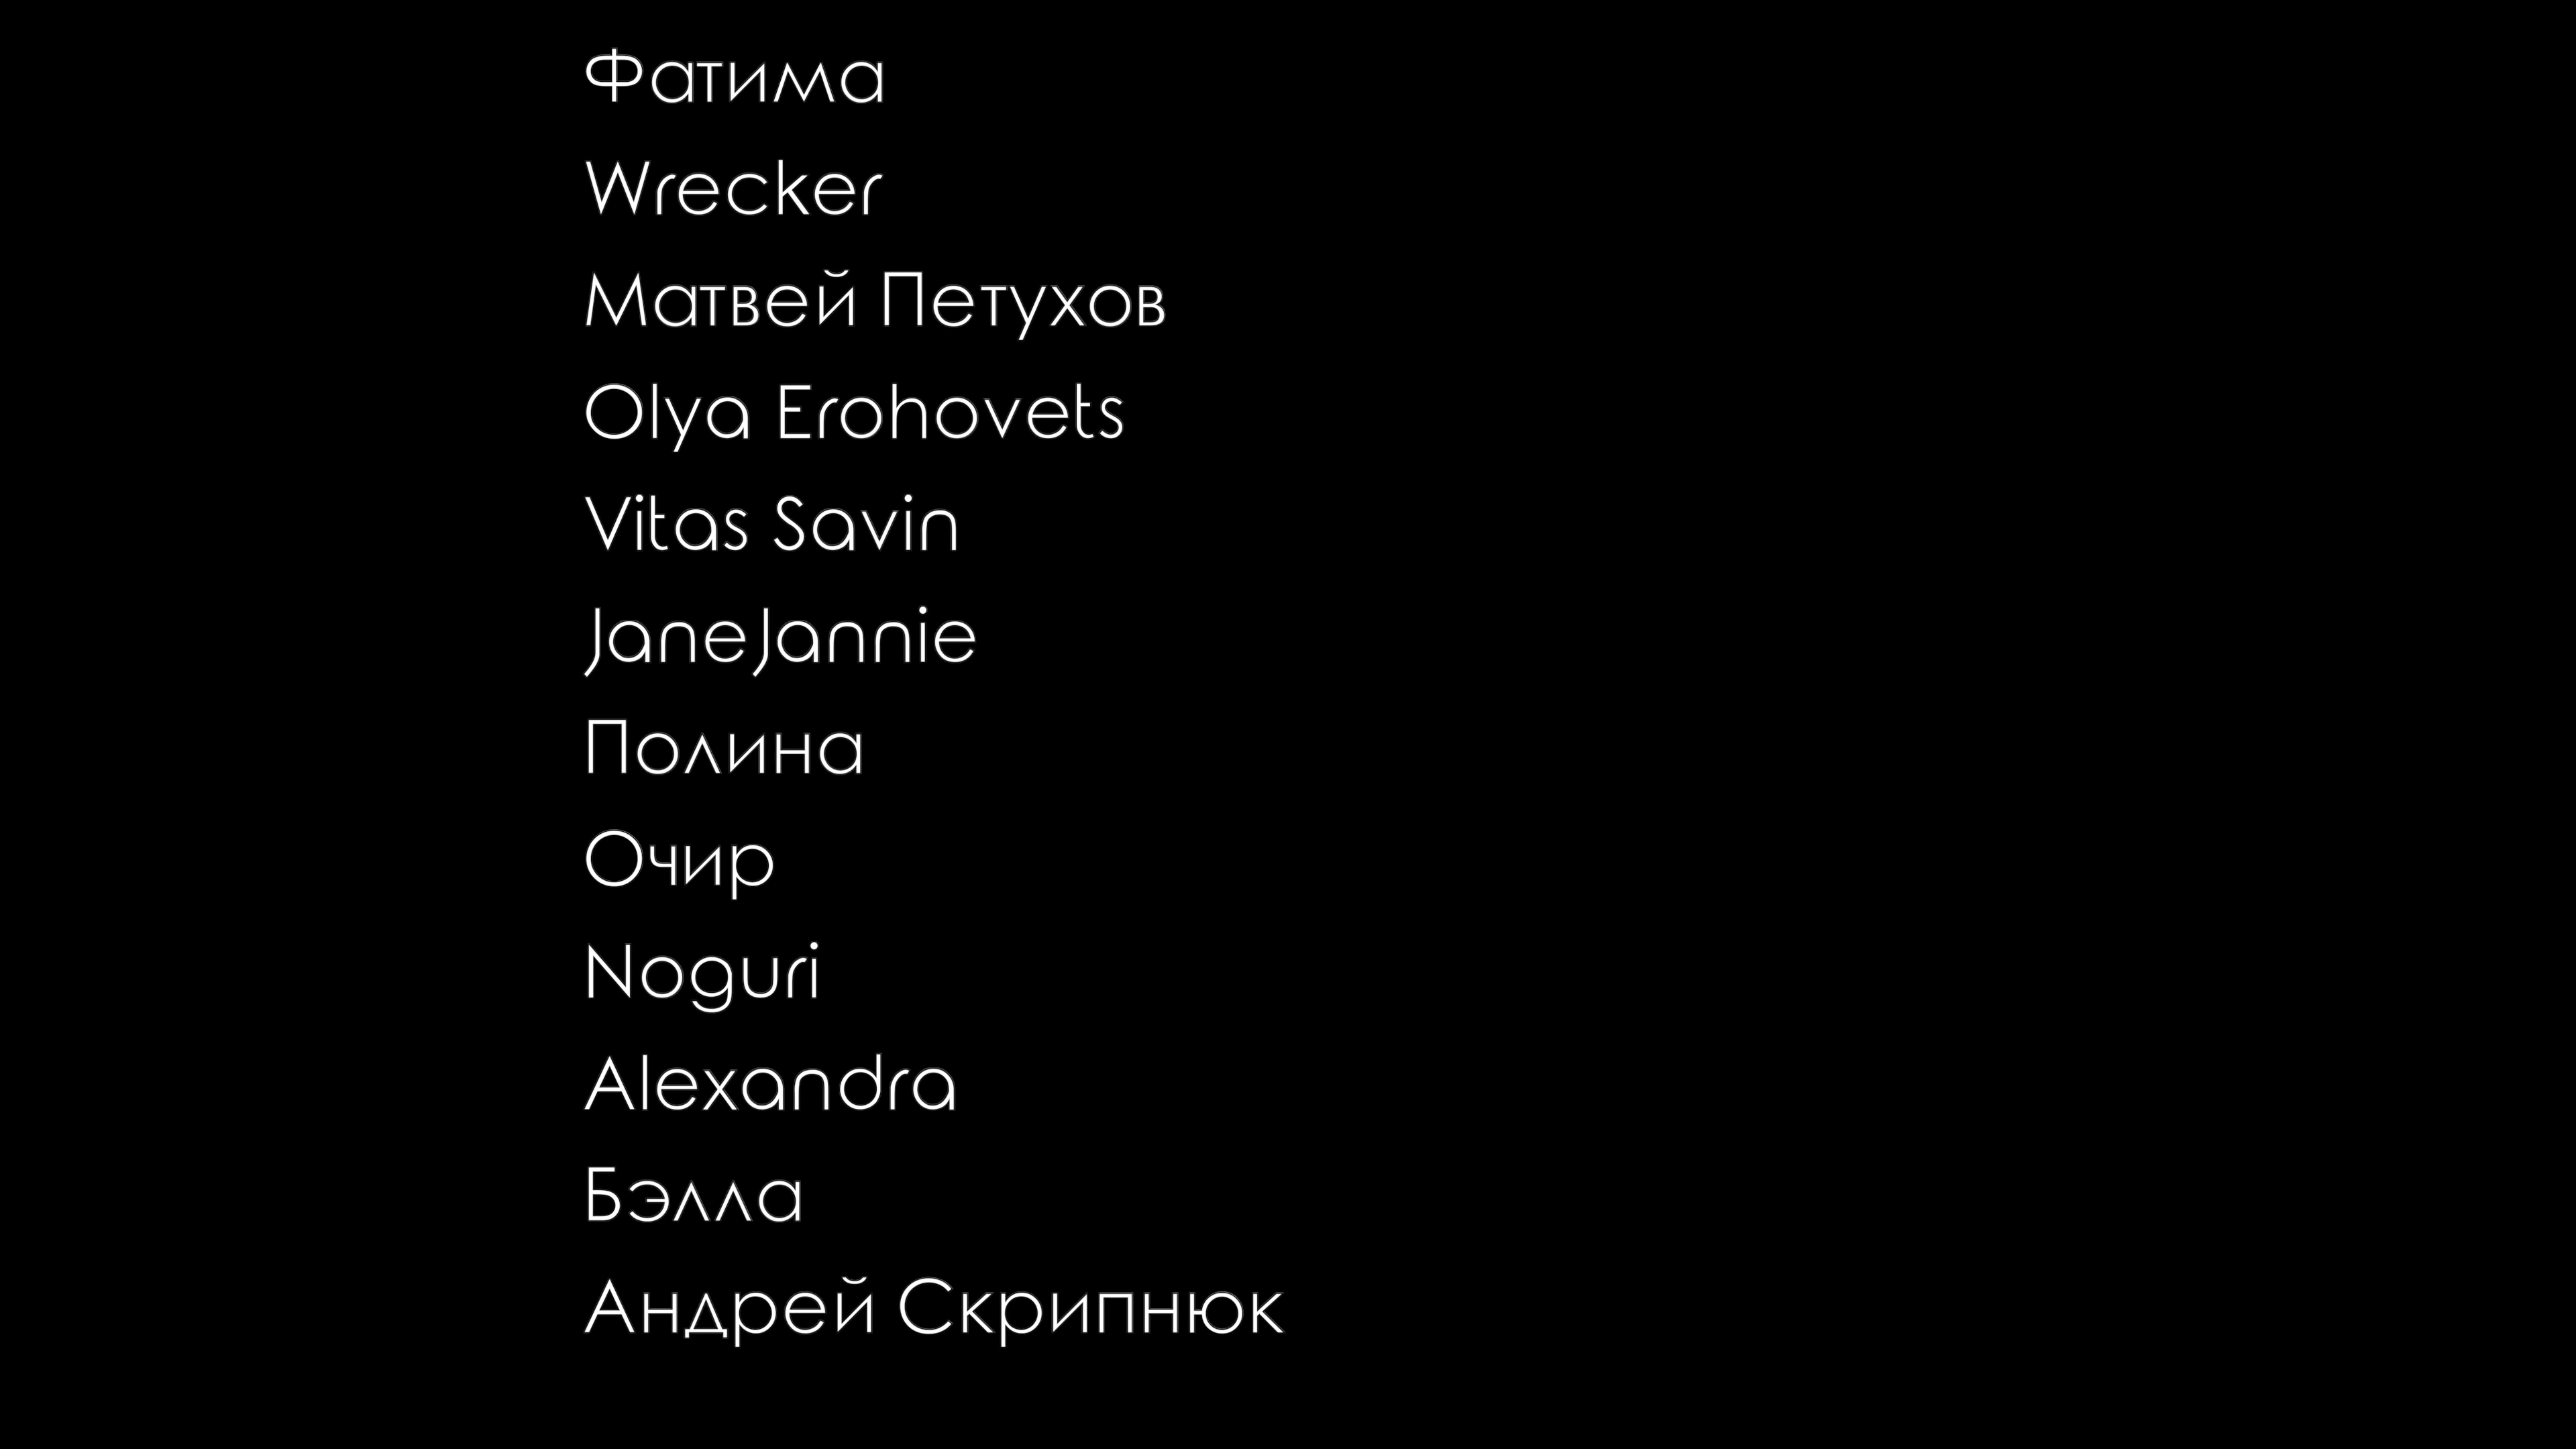 Фатима
Wrecker
Матвей Петухов
Olya Erohovets
Vitas Savin
JaneJannie
Полина
Очир
Noguri
Alexandra
Бэлла
Андрей Скрипнюк